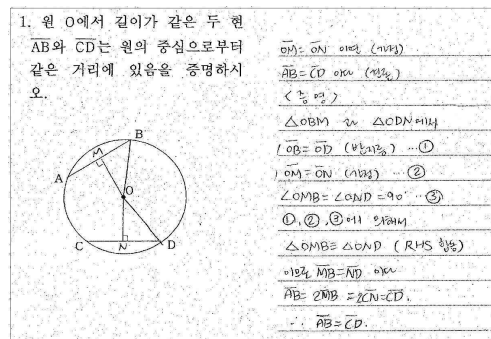 1. 원 O에서 길이가 같은 두 현
AB와 CD는 원의 중심으로부터
같은 거리에 있음을 증명하시
오.
B
M
A
O
C
N
D
OM = ON 이면 (가정)
AB = CD 이다 (결론)
<증명>
△OBM 과 △ODN에서
OB = OD (반지름) … ①
OM = ON (가정) … ②
∠OMB = ∠OND = 90° … ③
①, ②, ③에 의해서
△OMB ≡ △OND (RHS 합동)
이므로 MB = ND 이다
AB = 2MB = 2CN = CD.
∴ AB = CD.